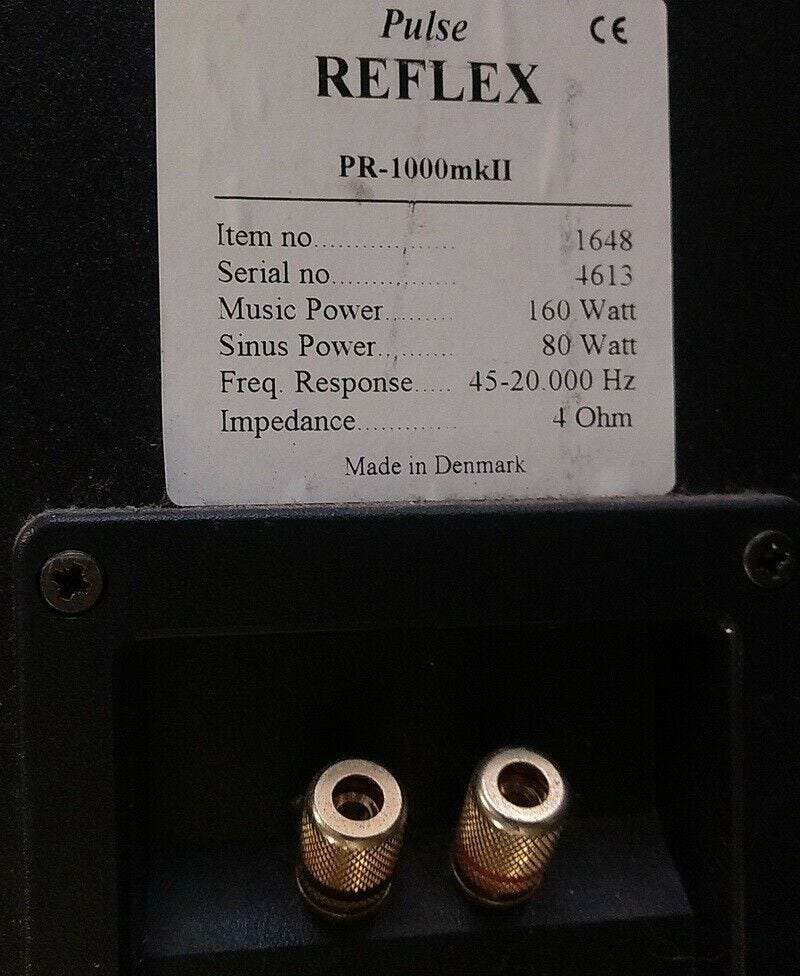 Pulse CE
REFLEX
PR-1000mkII
Item no.................... 1648
Serial no.................. 4613
Music Power.......... 160 Watt
Sinus Power........... 80 Watt
Freq. Response..... 45-20.000 Hz
Impedance.............. 4 Ohm
Made in Denmark